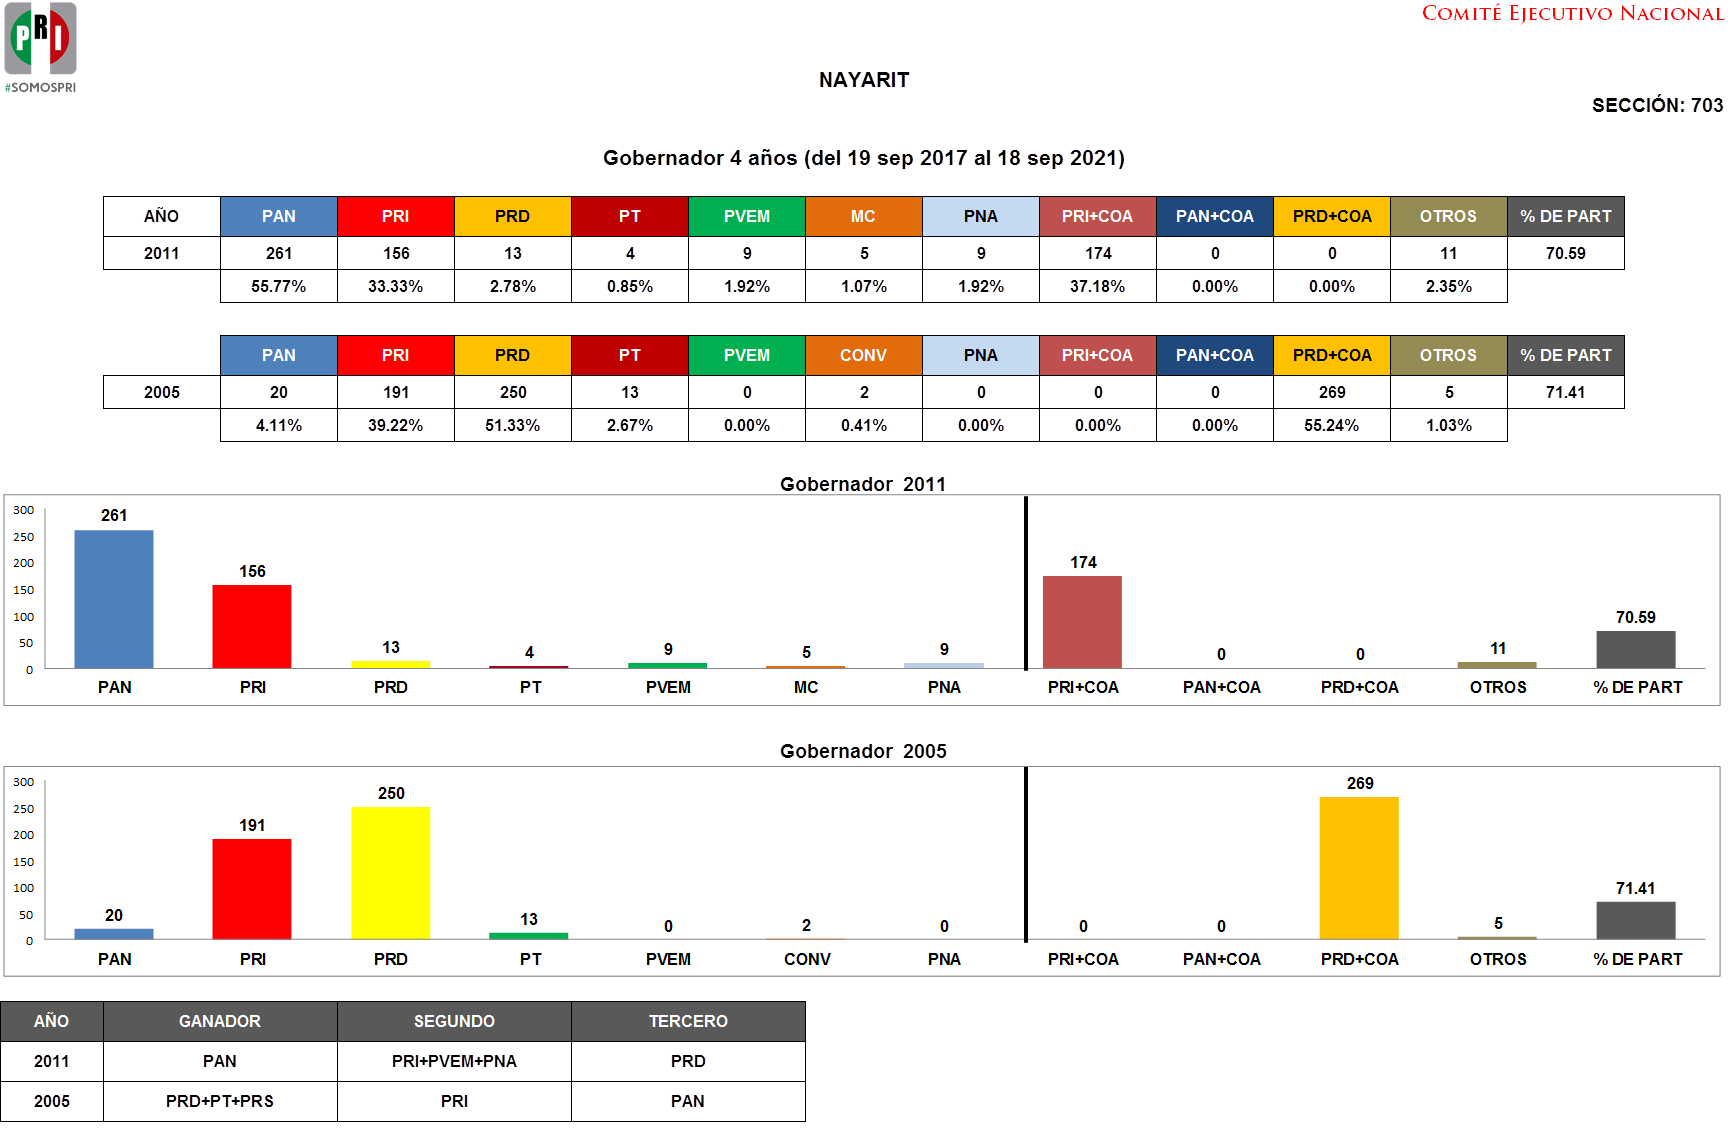 PRI
#SOMOSPRI
COMITÉ EJECUTIVO NACIONAL
NAYARIT
SECCIÓN: 703
Gobernador 4 años (del 19 sep 2017 al 18 sep 2021)
AÑO PAN PRI PRD PT PVEM MC PNA PRI+COA PAN+COA PRD+COA OTROS % DE PART
2011 261 156 13 4 9 5 9 174 0 0 11 70.59
55.77% 33.33% 2.78% 0.85% 1.92% 1.07% 1.92% 37.18% 0.00% 0.00% 2.35%
PAN PRI PRD PT PVEM CONV PNA PRI+COA PAN+COA PRD+COA OTROS % DE PART
2005 20 191 250 13 0 2 0 0 0 269 5 71.41
4.11% 39.22% 51.33% 2.67% 0.00% 0.41% 0.00% 0.00% 0.00% 55.24% 1.03%
Gobernador 2011
300
250
200
150
100
50
0
261 156 13 4 9 5 9 174 0 0 11 70.59
PAN PRI PRD PT PVEM MC PNA PRI+COA PAN+COA PRD+COA OTROS % DE PART
Gobernador 2005
300
250
200
150
100
50
0
20 191 250 13 0 2 0 0 0 269 5 71.41
PAN PRI PRD PT PVEM CONV PNA PRI+COA PAN+COA PRD+COA OTROS % DE PART
AÑO GANADOR SEGUNDO TERCERO
2011 PAN PRI+PVEM+PNA PRD
2005 PRD+PT+PRS PRI PAN